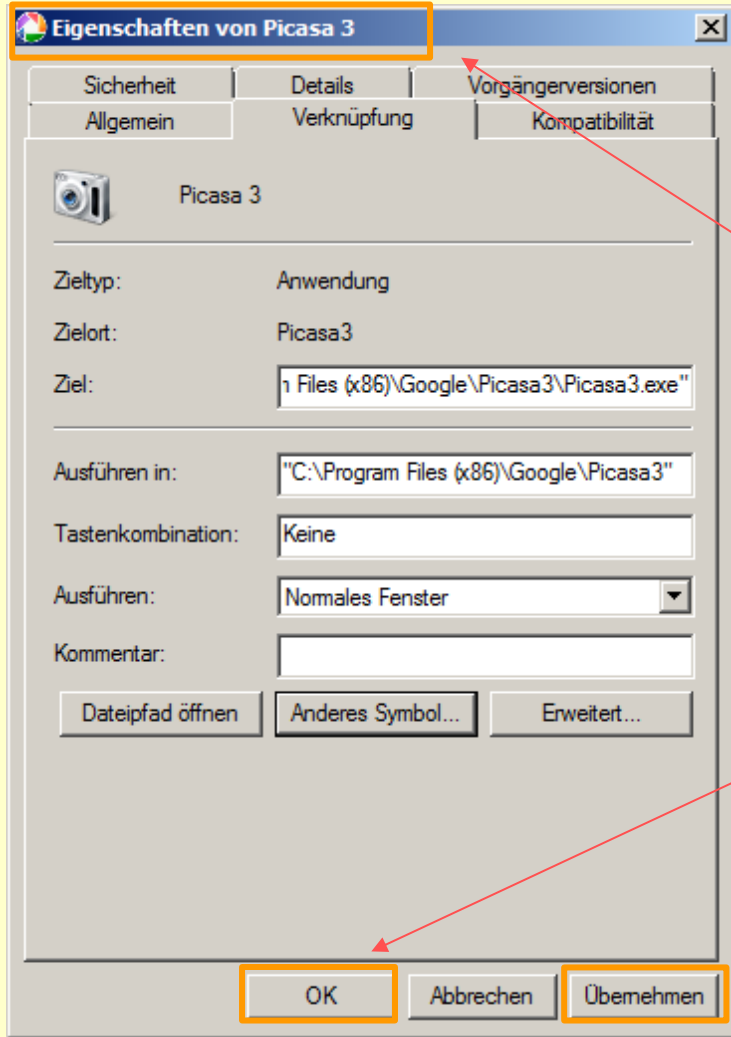 Eigenschaften von Picasa 3
Sicherheit Details Vorgängerversionen
Allgemein Verknüpfung Kompatibilität
Picasa 3
Zieltyp: Anwendung
Zielort: Picasa3
Ziel: Files (x86)\Google\Picasa3\Picasa3.exe"
Ausführen in: "C:\Program Files (x86)\Google\Picasa3"
Tastenkombination: Keine
Ausführen: Normales Fenster
Kommentar:
Dateipfad öffnen Anderes Symbol... Erweitert...
OK Abbrechen Übernehmen